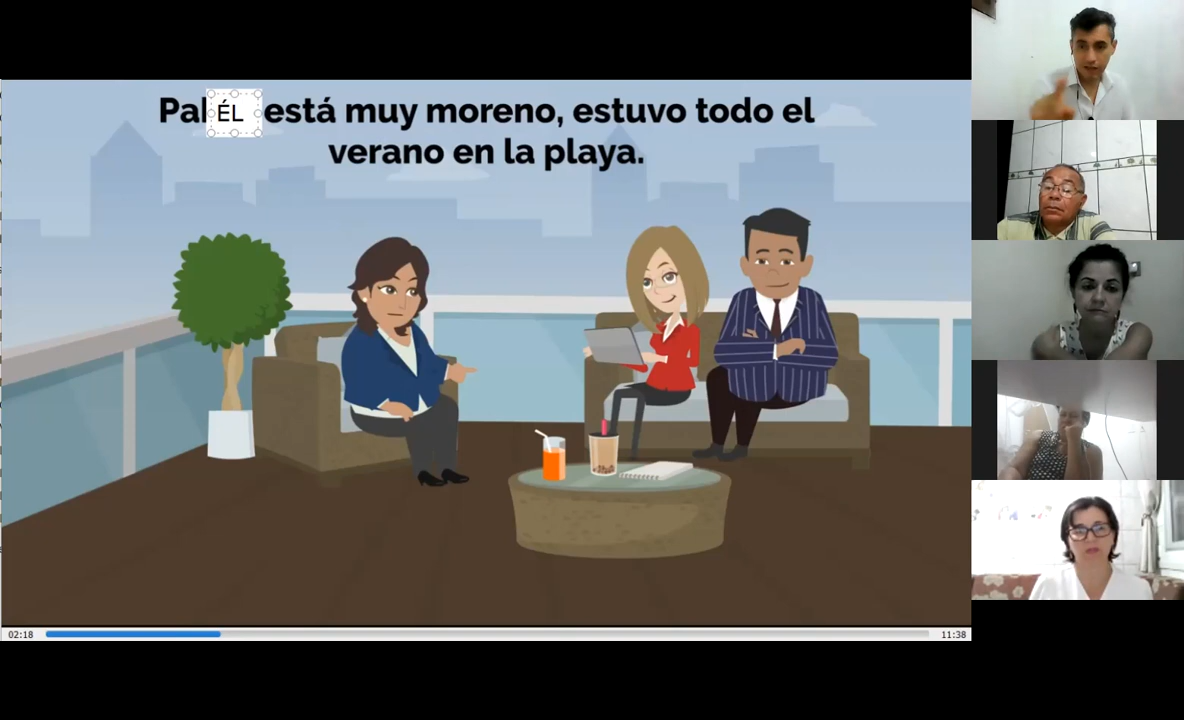 Pal ÉL está muy moreno, estuvo todo el
verano en la playa.
02:18 11:38